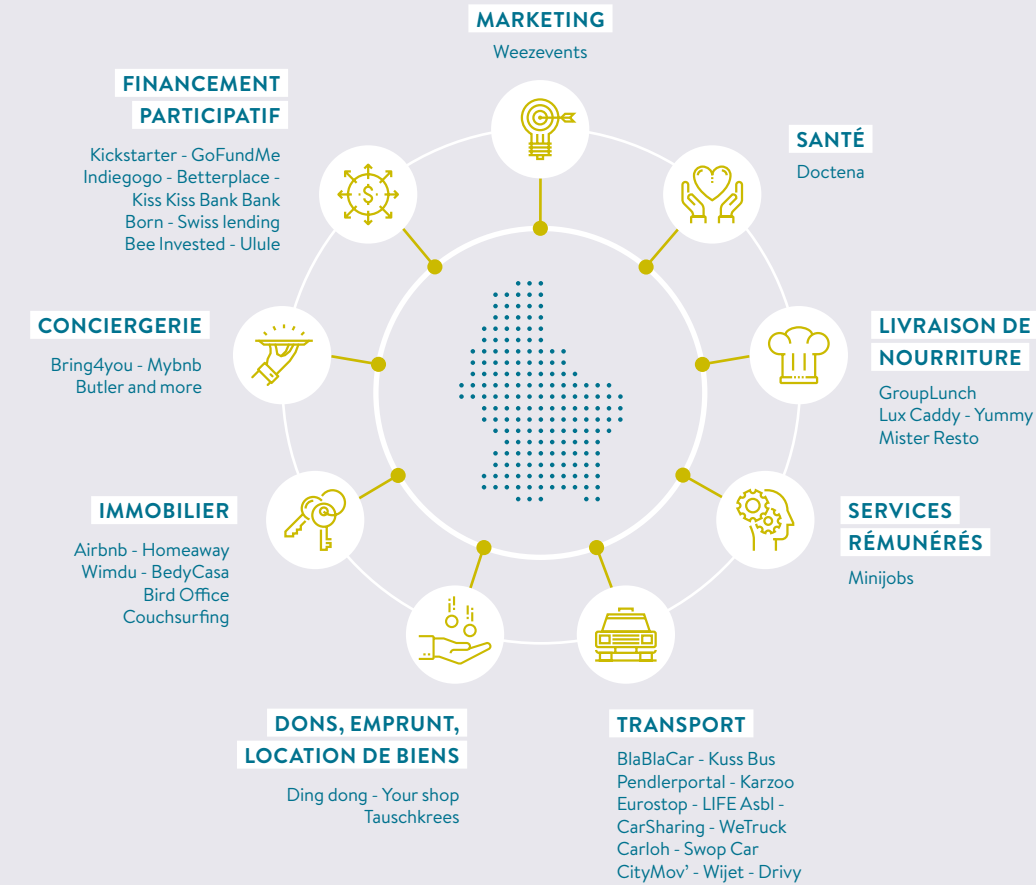 MARKETING
Weezevents
FINANCEMENT
PARTICIPATIF
Kickstarter - GoFundMe
Indiegogo - Betterplace -
Kiss Kiss Bank Bank
Born - Swiss lending
Bee Invested - Ulule
SANTÉ
Doctena
CONCIERGERIE
Bring4you - Mybnb
Butler and more
LIVRAISON DE
NOURRITURE
GroupLunch
Lux Caddy - Yummy
Mister Resto
IMMOBILIER
Airbnb - Homeaway
Wimdu - BedyCasa
Bird Office
Couchsurfing
SERVICES
RÉMUNÉRÉS
Minijobs
DONS, EMPRUNT,
LOCATION DE BIENS
Ding dong - Your shop
Tauschkrees
TRANSPORT
BlaBlaCar - Kuss Bus
Pendlerportal - Karzoo
Eurostop - LIFE Asbl -
CarSharing - WeTruck
Carloh - Swop Car
CityMov' - Wijet - Drivy